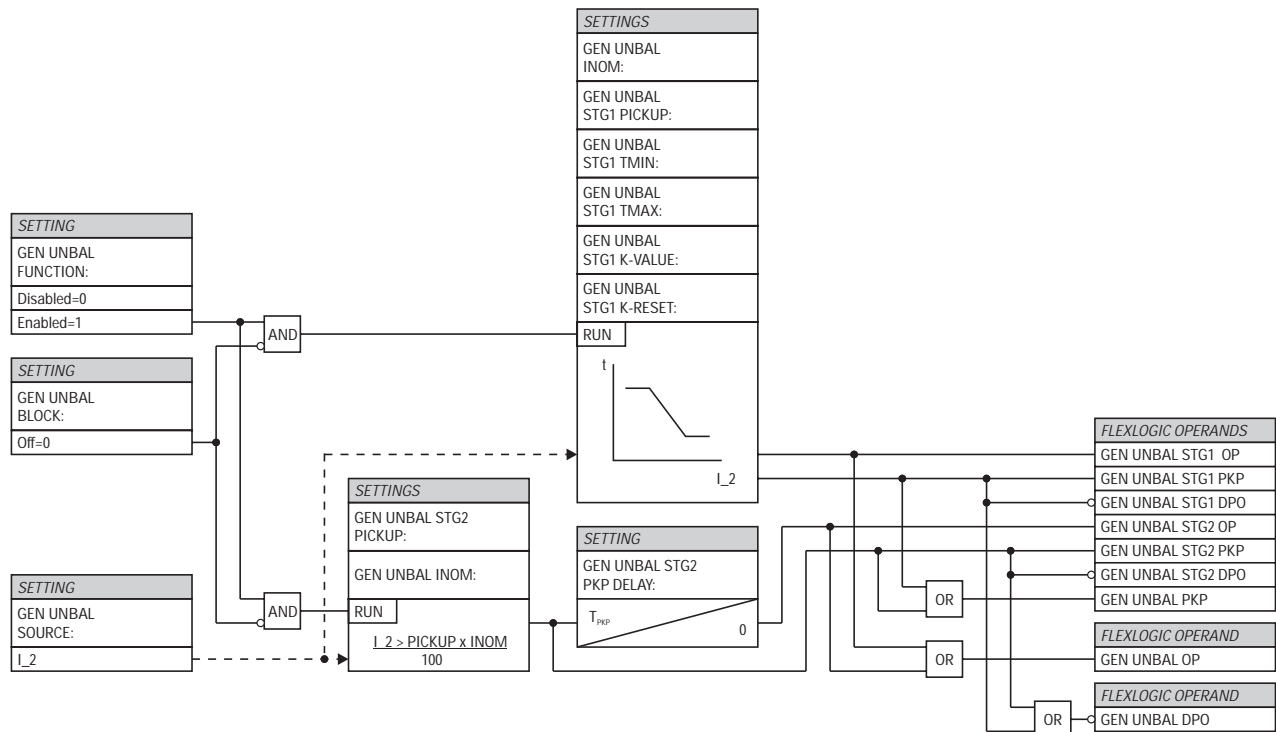 SETTINGS
GEN UNBAL
INOM:
GEN UNBAL
STG1 PICKUP:
GEN UNBAL
STG1 TMIN:
GEN UNBAL
STG1 TMAX:
GEN UNBAL
STG1 K-VALUE:
GEN UNBAL
STG1 K-RESET:
RUN
t
I_2
SETTING
GEN UNBAL
FUNCTION:
Disabled=0
Enabled=1
AND
SETTING
GEN UNBAL
BLOCK:
Off=0
SETTING
GEN UNBAL
SOURCE:
I_2
AND
SETTINGS
GEN UNBAL STG2
PICKUP:
GEN UNBAL INOM:
RUN
I_2 > PICKUP x INOM
100
SETTING
GEN UNBAL STG2
PKP DELAY:
TPKP
0
OR
OR
OR
FLEXLOGIC OPERANDS
GEN UNBAL STG1 OP
GEN UNBAL STG1 PKP
GEN UNBAL STG1 DPO
GEN UNBAL STG2 OP
GEN UNBAL STG2 PKP
GEN UNBAL STG2 DPO
GEN UNBAL PKP
FLEXLOGIC OPERAND
GEN UNBAL OP
FLEXLOGIC OPERAND
GEN UNBAL DPO